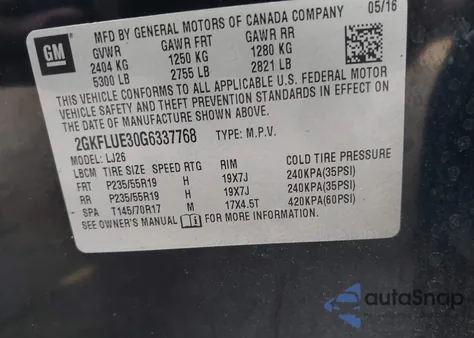 GM
MFD BY GENERAL MOTORS OF CANADA COMPANY 05/16
GVWR GAWR FRT GAWR RR
2404 KG 1250 KG 1280 KG
5300 LB 2755 LB 2821 LB
THIS VEHICLE CONFORMS TO ALL APPLICABLE U.S. FEDERAL MOTOR
VEHICLE SAFETY AND THEFT PREVENTION STANDARDS IN EFFECT ON
THE DATE OF MANUFACTURE SHOWN ABOVE.
2GKFLUE30G6337768 TYPE: M.P.V.
MODEL: LJ26
LBCM TIRE SIZE SPEED RTG RIM COLD TIRE PRESSURE
FRT P235/55R19 H 19X7J 240KPA(35PSI)
RR P235/55R19 H 19X7J 240KPA(35PSI)
SPA T145/70R17 M 17X4.5T 420KPA(60PSI)
SEE OWNER'S MANUAL FOR MORE INFORMATION.
autoSnap